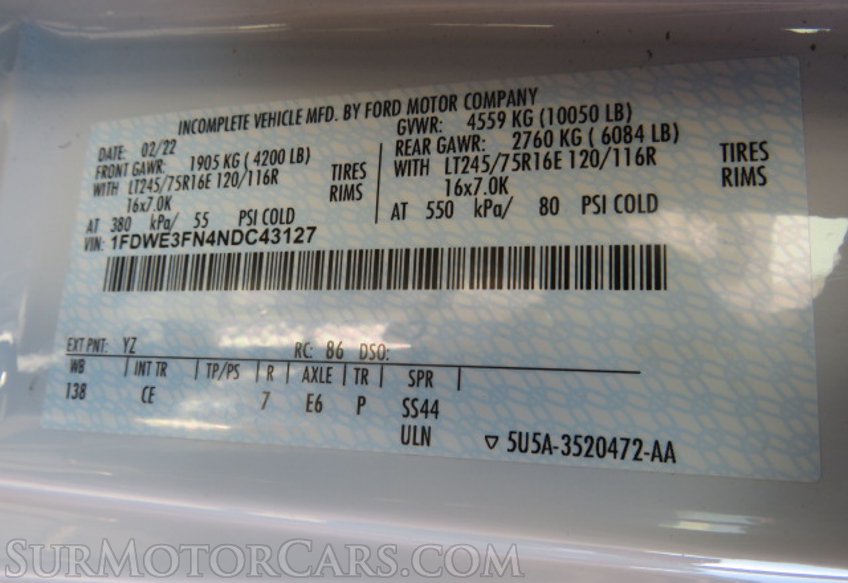 INCOMPLETE VEHICLE MFD. BY FORD MOTOR COMPANY
DATE: 02/22
GVWR: 4559 KG (10050 LB)
FRONT GAWR: 1905 KG ( 4200 LB)
WITH LT245/75R16E 120/116R TIRES
16x7.0K RIMS
AT 380 kPa/ 55 PSI COLD
REAR GAWR: 2760 KG ( 6084 LB)
WITH LT245/75R16E 120/116R TIRES
16x7.0K RIMS
AT 550 kPa/ 80 PSI COLD
VIN: 1FDWE3FN4NDC43127
EXT PNT: YZ RC: 86 DSO:
WB | INT TR | TP/PS | R | AXLE | TR | SPR |
138 CE 7 E6 P SS44
ULN ▽ 5U5A-3520472-AA
SURMOTORCARS.COM